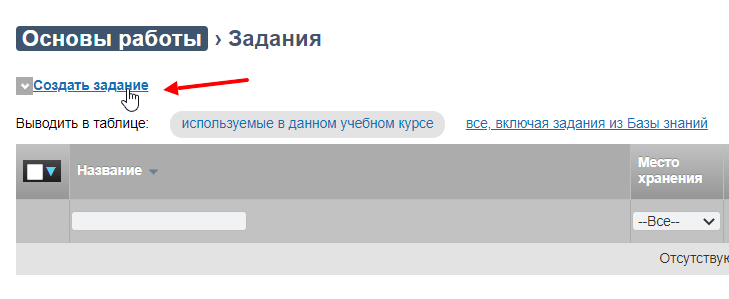 Основы работы › Задания
Создать задание
Выводить в таблице: используемые в данном учебном курсе все, включая задания из Базы знаний
Название Место
хранения
--Все--